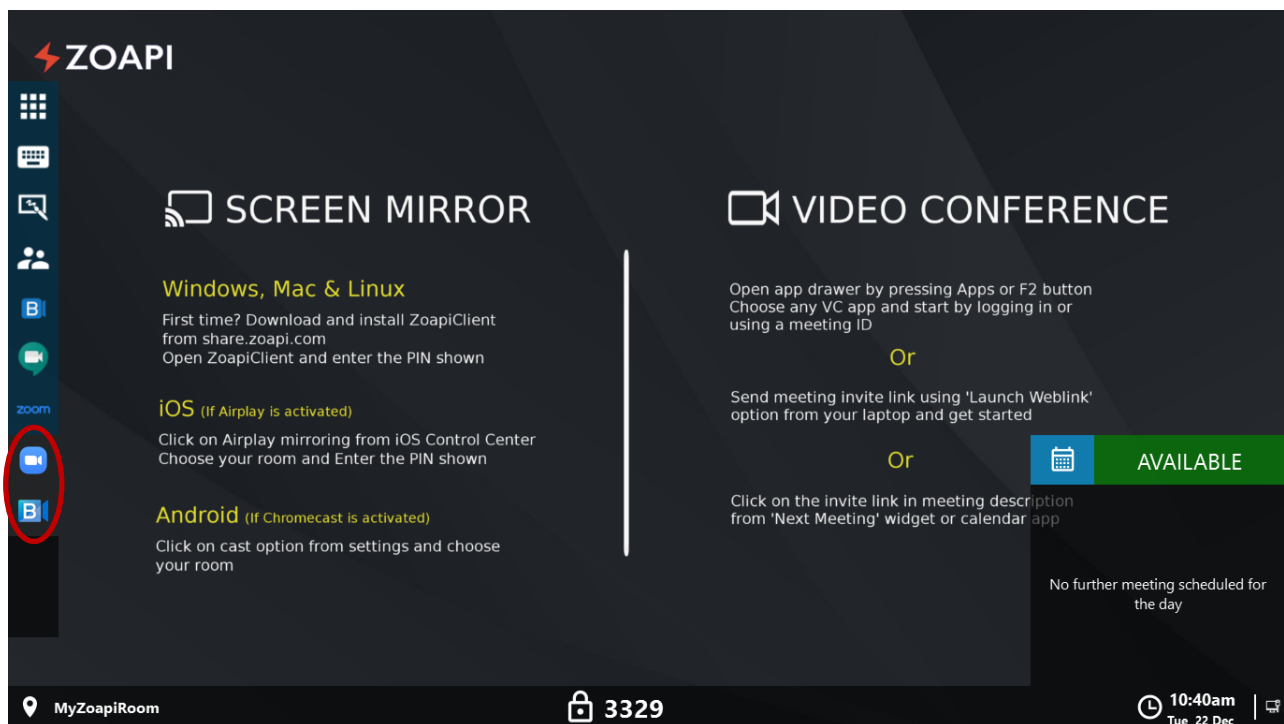 ZOAPI
SCREEN MIRROR
Windows, Mac & Linux
First time? Download and install ZoapiClient
from share.zoapi.com
Open ZoapiClient and enter the PIN shown
iOS (If Airplay is activated)
Click on Airplay mirroring from iOS Control Center
Choose your room and Enter the PIN shown
Android (If Chromecast is activated)
Click on cast option from settings and choose
your room
VIDEO CONFERENCE
Open app drawer by pressing Apps or F2 button
Choose any VC app and start by logging in or
using a meeting ID
Or
Send meeting invite link using 'Launch Weblink'
option from your laptop and get started
Or
Click on the invite link in meeting description
from 'Next Meeting' widget or calendar app
B
zoom
B
AVAILABLE
No further meeting scheduled for
the day
MyZoapiRoom
3329
10:40am
Tue 22 Dec